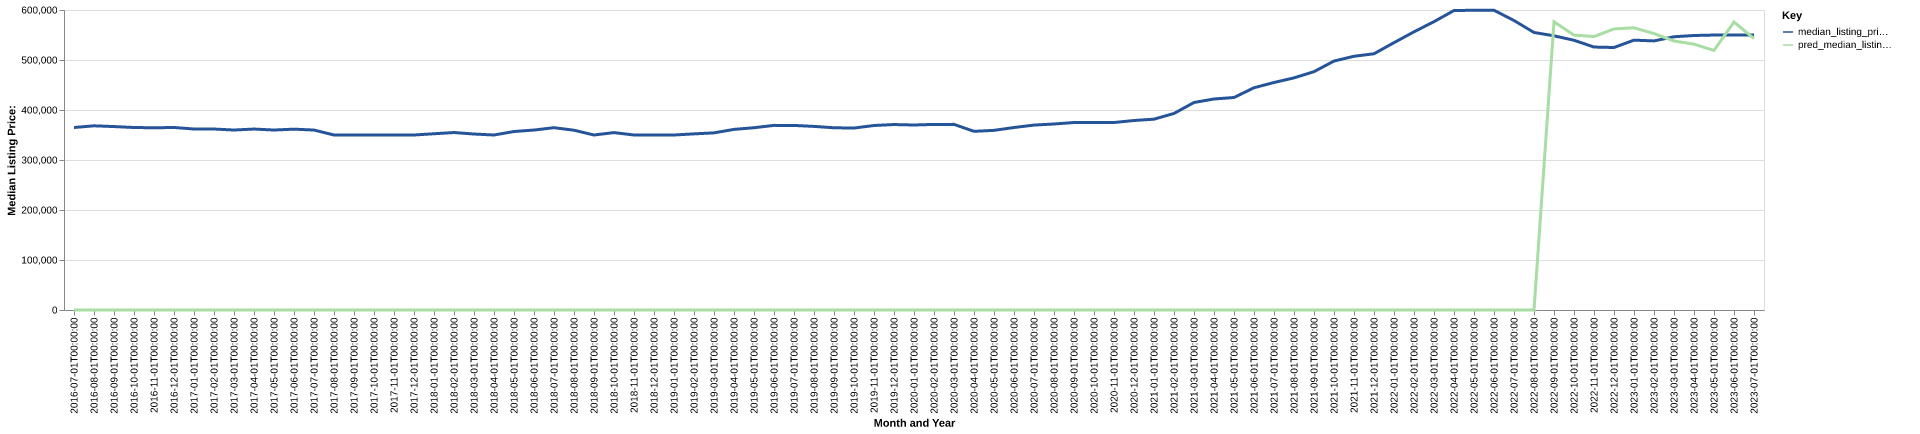 600,000
500,000
400,000
300,000
200,000
100,000
0
Median Listing Price:
2016-07-01T00:00:00
2016-08-01T00:00:00
2016-09-01T00:00:00
2016-10-01T00:00:00
2016-11-01T00:00:00
2016-12-01T00:00:00
2017-01-01T00:00:00
2017-02-01T00:00:00
2017-03-01T00:00:00
2017-04-01T00:00:00
2017-05-01T00:00:00
2017-06-01T00:00:00
2017-07-01T00:00:00
2017-08-01T00:00:00
2017-09-01T00:00:00
2017-10-01T00:00:00
2017-11-01T00:00:00
2017-12-01T00:00:00
2018-01-01T00:00:00
2018-02-01T00:00:00
2018-03-01T00:00:00
2018-04-01T00:00:00
2018-05-01T00:00:00
2018-06-01T00:00:00
2018-07-01T00:00:00
2018-08-01T00:00:00
2018-09-01T00:00:00
2018-10-01T00:00:00
2018-11-01T00:00:00
2018-12-01T00:00:00
2019-01-01T00:00:00
2019-02-01T00:00:00
2019-03-01T00:00:00
2019-04-01T00:00:00
2019-05-01T00:00:00
2019-06-01T00:00:00
2019-07-01T00:00:00
2019-08-01T00:00:00
2019-09-01T00:00:00
2019-10-01T00:00:00
2019-11-01T00:00:00
2019-12-01T00:00:00
2020-01-01T00:00:00
2020-02-01T00:00:00
2020-03-01T00:00:00
2020-04-01T00:00:00
2020-05-01T00:00:00
2020-06-01T00:00:00
2020-07-01T00:00:00
2020-08-01T00:00:00
2020-09-01T00:00:00
2020-10-01T00:00:00
2020-11-01T00:00:00
2020-12-01T00:00:00
2021-01-01T00:00:00
2021-02-01T00:00:00
2021-03-01T00:00:00
2021-04-01T00:00:00
2021-05-01T00:00:00
2021-06-01T00:00:00
2021-07-01T00:00:00
2021-08-01T00:00:00
2021-09-01T00:00:00
2021-10-01T00:00:00
2021-11-01T00:00:00
2021-12-01T00:00:00
2022-01-01T00:00:00
2022-02-01T00:00:00
2022-03-01T00:00:00
2022-04-01T00:00:00
2022-05-01T00:00:00
2022-06-01T00:00:00
2022-07-01T00:00:00
2022-08-01T00:00:00
2022-09-01T00:00:00
2022-10-01T00:00:00
2022-11-01T00:00:00
2022-12-01T00:00:00
2023-01-01T00:00:00
2023-02-01T00:00:00
2023-03-01T00:00:00
2023-04-01T00:00:00
2023-05-01T00:00:00
2023-06-01T00:00:00
2023-07-01T00:00:00
Month and Year
Key
median_listing_pri…
pred_median_listin…